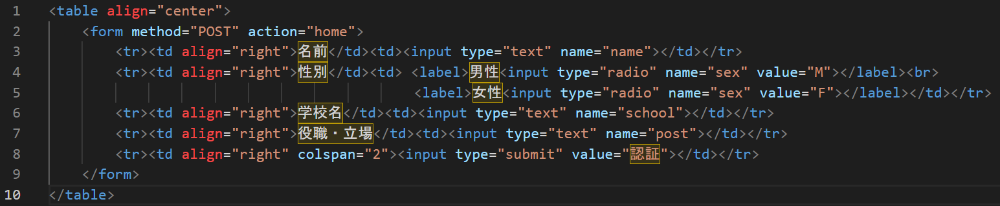 1 <table align="center">
2     <form method="POST" action="home">
3         <tr><td align="right">名前</td><td><input type="text" name="name"></td></tr>
4         <tr><td align="right">性別</td><td> <label>男性<input type="radio" name="sex" value="M"></label><br>
5                                             <label>女性<input type="radio" name="sex" value="F"></label></td></tr>
6         <tr><td align="right">学校名</td><td><input type="text" name="school"></td></tr>
7         <tr><td align="right">役職・立場</td><td><input type="text" name="post"></td></tr>
8         <tr><td align="right" colspan="2"><input type="submit" value="認証"></td></tr>
9     </form>
10 </table>